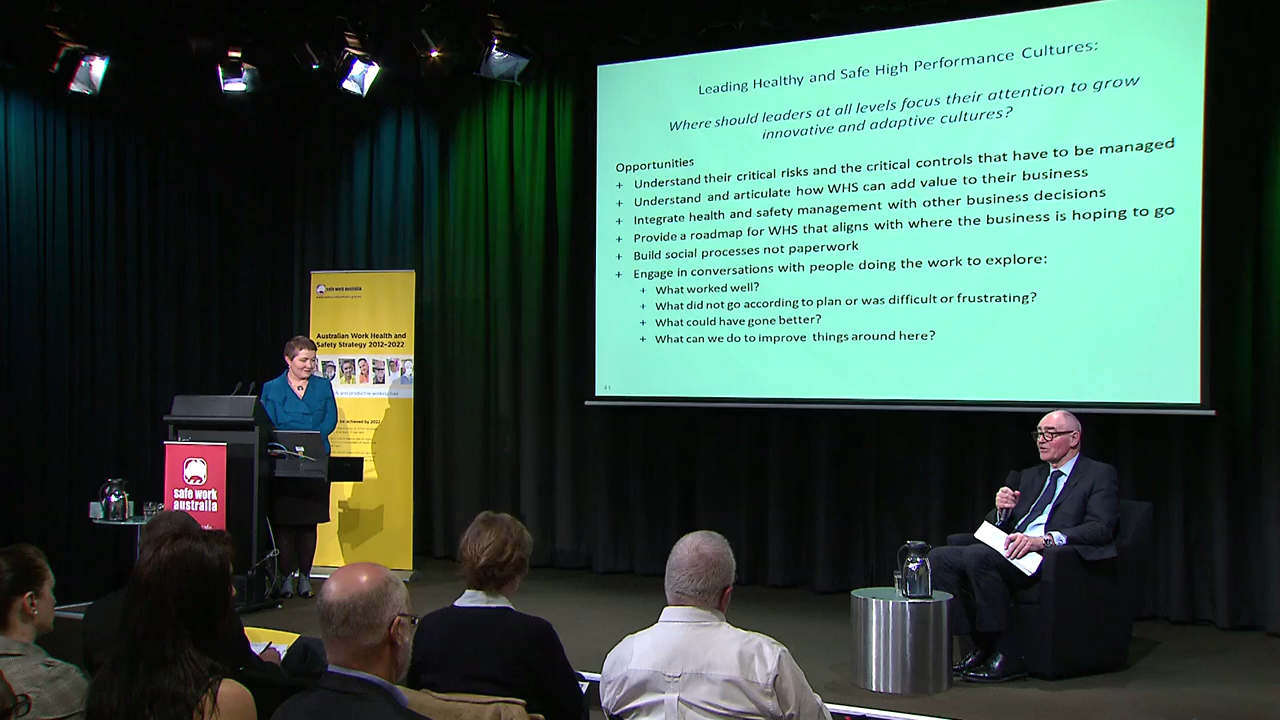 Leading Healthy and Safe High Performance Cultures:
Where should leaders at all levels focus their attention to grow
innovative and adaptive cultures?
Opportunities
+ Understand their critical risks and the critical controls that have to be managed
+ Understand and articulate how WHS can add value to their business
+ Integrate health and safety management with other business decisions
+ Provide a roadmap for WHS that aligns with where the business is hoping to go
+ Build social processes not paperwork
+ Engage in conversations with people doing the work to explore:
+ What worked well?
+ What did not go according to plan or was difficult or frustrating?
+ What could have gone better?
+ What can we do to improve things around here?
safe work australia
Australian Work Health and
Safety Strategy 2012–2022
be achieved by 2022
safe work
australia